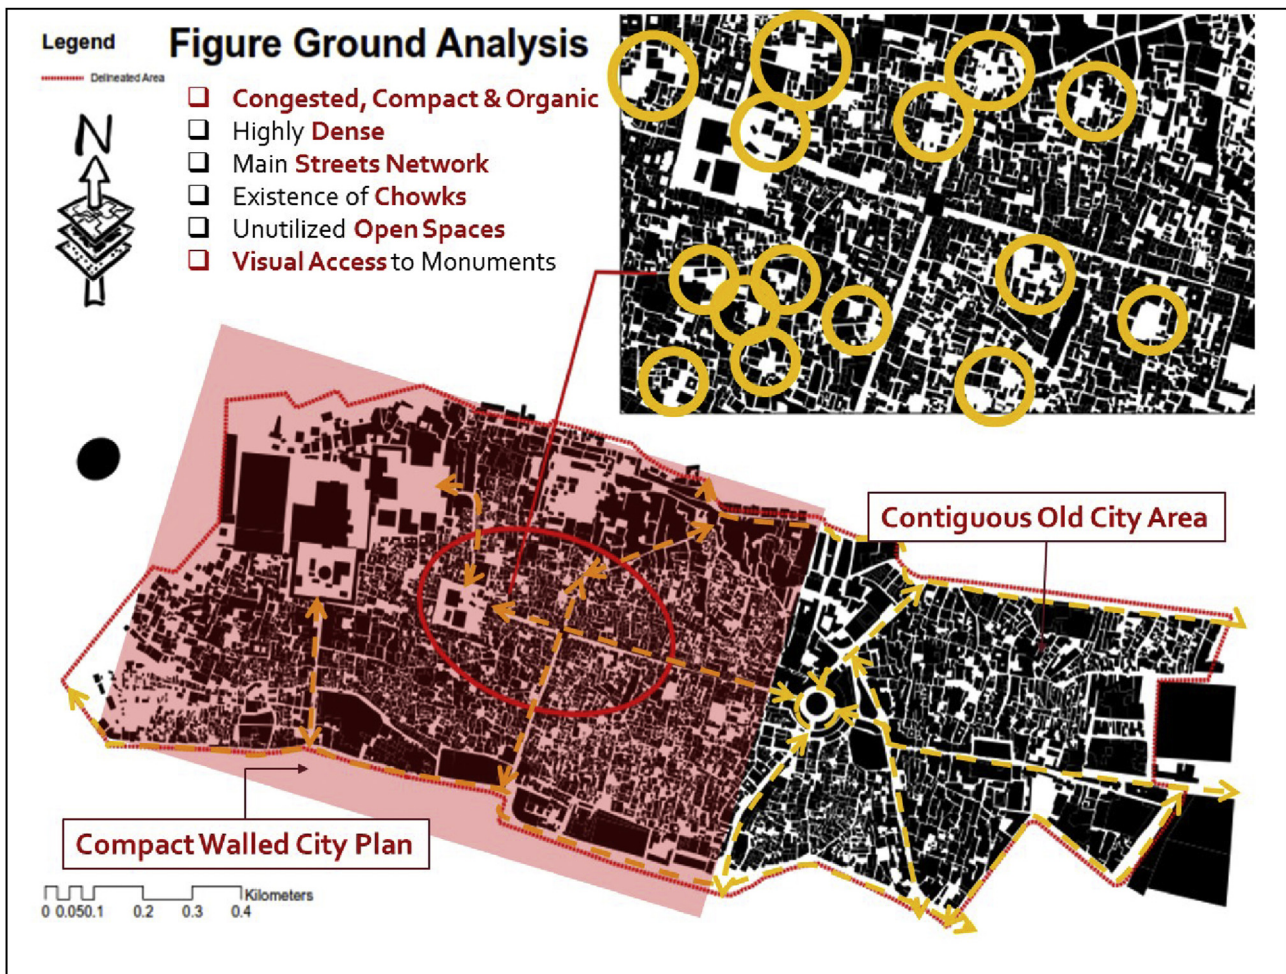 Legend
Delineated Area
N
Figure Ground Analysis
❑ Congested, Compact & Organic
❑ Highly Dense
❑ Main Streets Network
❑ Existence of Chowks
❑ Unutilized Open Spaces
❑ Visual Access to Monuments
Contiguous Old City Area
Compact Walled City Plan
Kilometers
0 0.050.1 0.2 0.3 0.4